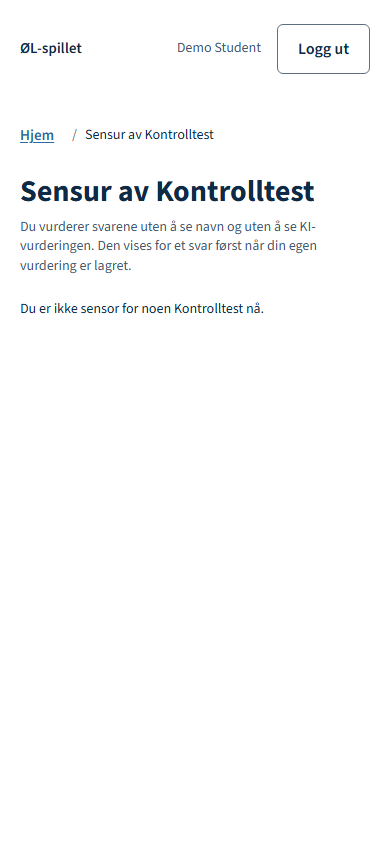 ØL-spillet
Demo Student
Logg ut
Hjem / Sensur av Kontrolltest
Sensur av Kontrolltest
Du vurderer svarene uten å se navn og uten å se KI-
vurderingen. Den vises for et svar først når din egen
vurdering er lagret.
Du er ikke sensor for noen Kontrolltest nå.